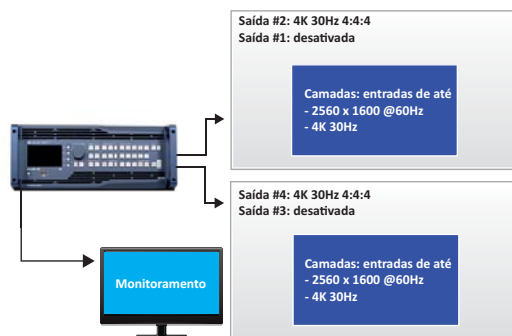 Saída #2: 4K 30Hz 4:4:4
Saída #1: desativada
Camadas: entradas de até
- 2560 x 1600 @60Hz
- 4K 30Hz
Saída #4: 4K 30Hz 4:4:4
Saída #3: desativada
Camadas: entradas de até
- 2560 x 1600 @60Hz
- 4K 30Hz
Monitoramento